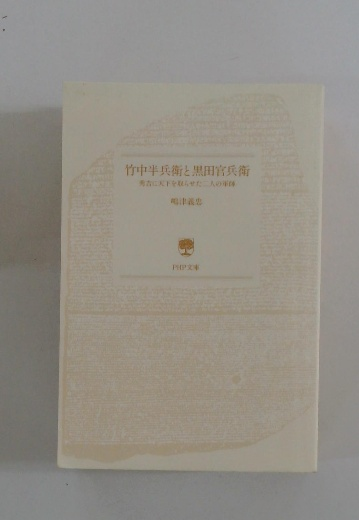 竹中半兵衛と黒田官兵衛
秀吉に天下を取らせた二人の軍師
嶋津義忠
PHP文庫